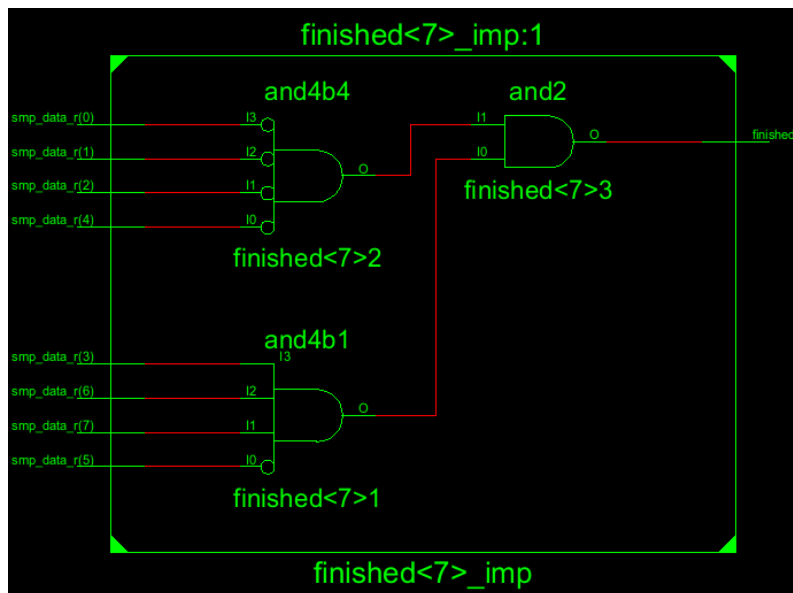 finished<7>_imp:1
and4b4
and2
smp_data_r(0)
I3
I1
O
finished
smp_data_r(1)
I2
O
I0
smp_data_r(2)
I1
finished<7>3
smp_data_r(4)
I0
finished<7>2
and4b1
smp_data_r(3)
I3
smp_data_r(6)
I2
O
smp_data_r(7)
I1
smp_data_r(5)
I0
finished<7>1
finished<7>_imp